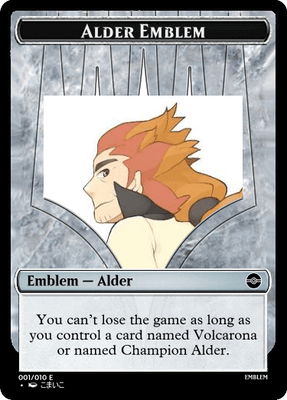 ALDER EMBLEM
Emblem — Alder
You can't lose the game as long as
you control a card named Volcarona
or named Champion Alder.
001/010 E
EMBLEM
• こまいこ